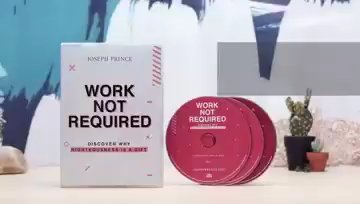 JOSEPH PRINCE
WORK
NOT
REQUIRED
DISCOVER WHY
RIGHTEOUSNESS IS A GIFT
WORK
NOT
REQUIRED